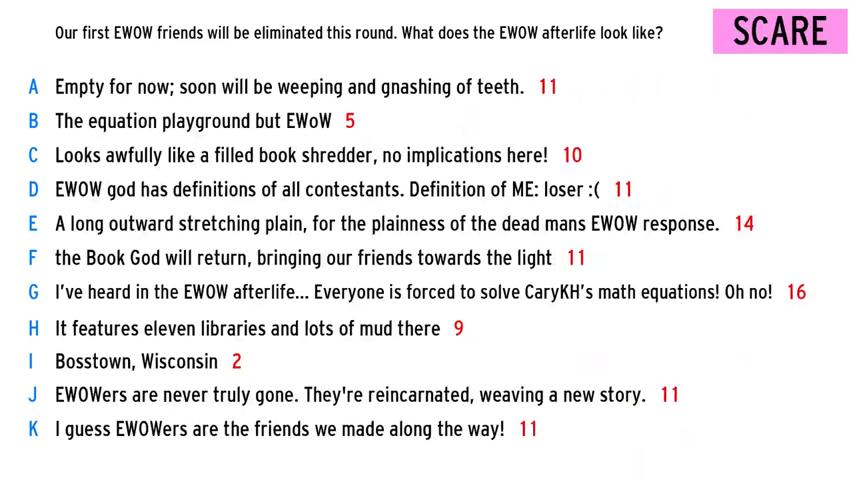 Our first EWOW friends will be eliminated this round. What does the EWOW afterlife look like?
SCARE
A Empty for now; soon will be weeping and gnashing of teeth. 11
B The equation playground but EWoW 5
C Looks awfully like a filled book shredder, no implications here! 10
D EWOW god has definitions of all contestants. Definition of ME: loser :( 11
E A long outward stretching plain, for the plainness of the dead mans EWOW response. 14
F the Book God will return, bringing our friends towards the light 11
G I've heard in the EWOW afterlife... Everyone is forced to solve CaryKH's math equations! Oh no! 16
H It features eleven libraries and lots of mud there 9
I Bosstown, Wisconsin 2
J EWOWers are never truly gone. They're reincarnated, weaving a new story. 11
K I guess EWOWers are the friends we made along the way! 11